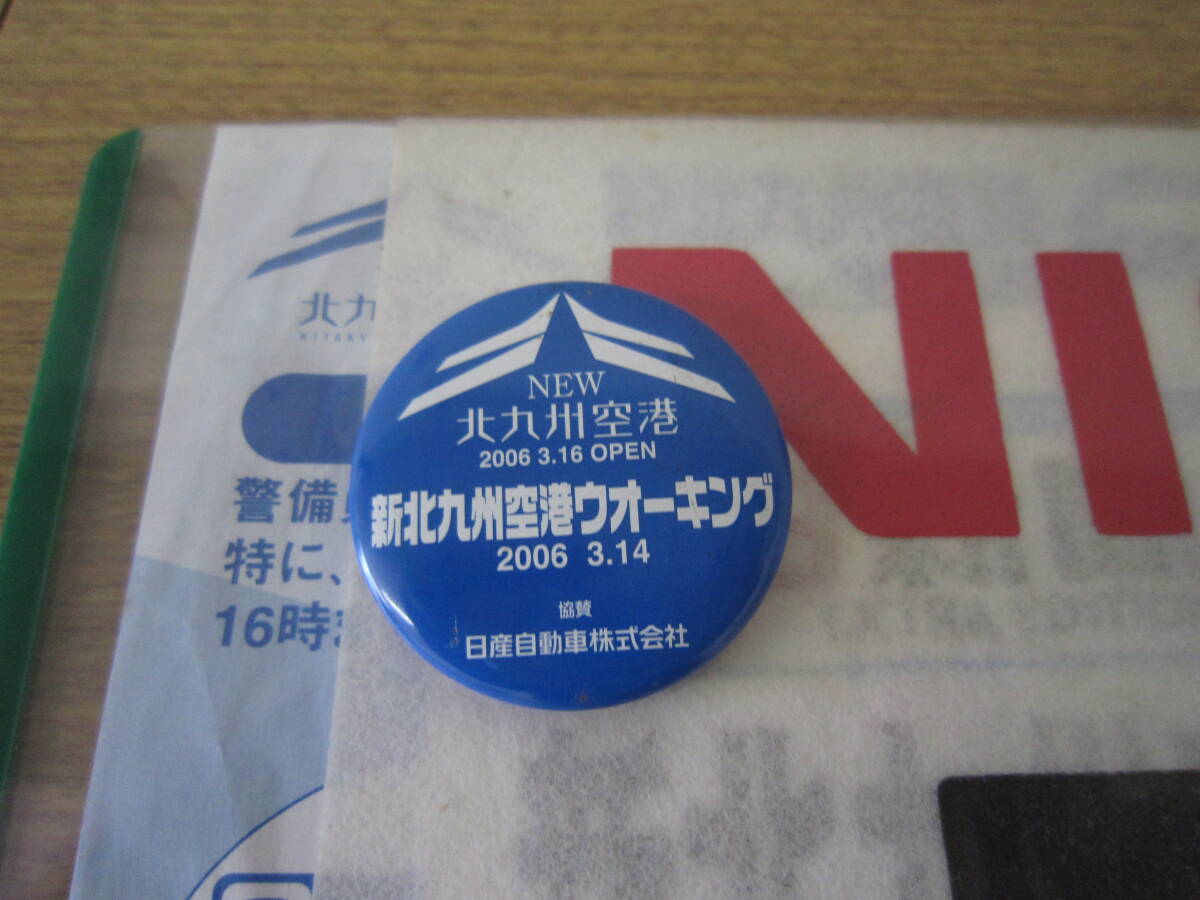 NI
北九
KITAKY
NEW
北九州空港
2006 3.16 OPEN
新北九州空港ウオーキング
2006 3.14
協賛
日産自動車株式会社
警備
特に、
16時